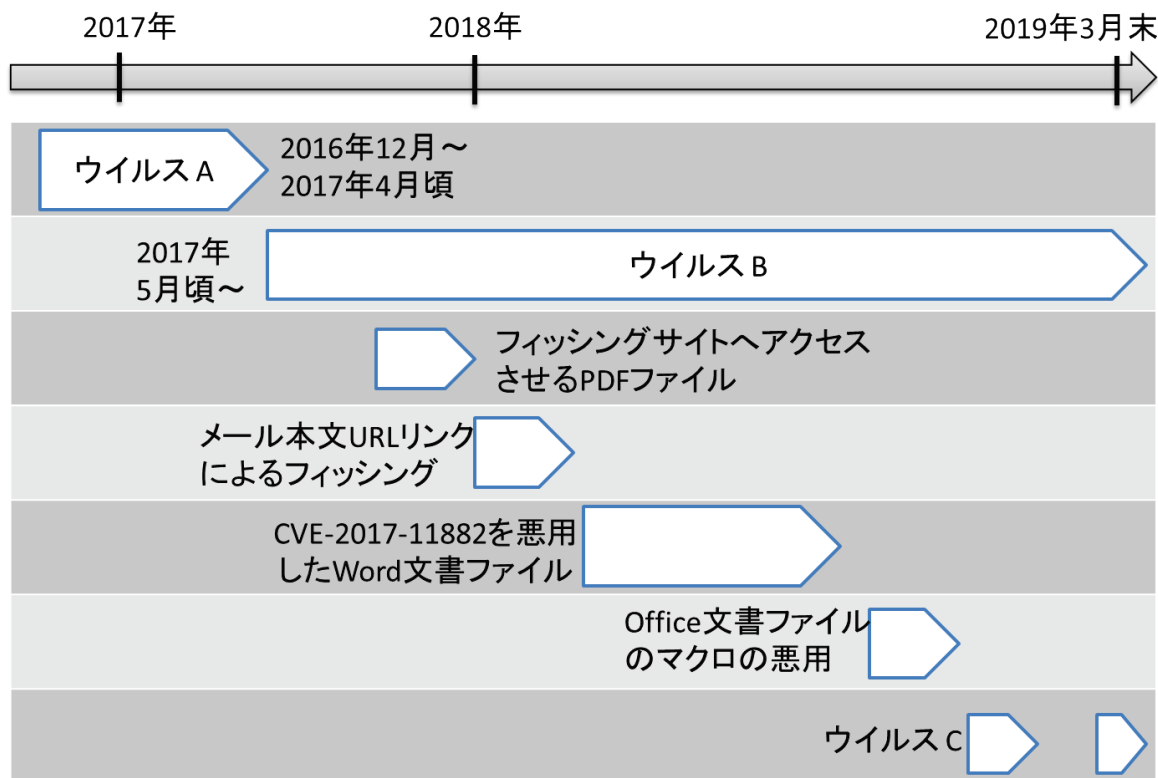 2017年
2018年
2019年3月末
ウイルス A
2016年12月～
2017年4月頃
2017年
5月頃～
ウイルス B
フィッシングサイトへアクセス
させるPDFファイル
メール本文URLリンク
によるフィッシング
CVE-2017-11882を悪用
したWord文書ファイル
Office文書ファイル
のマクロの悪用
ウイルス C